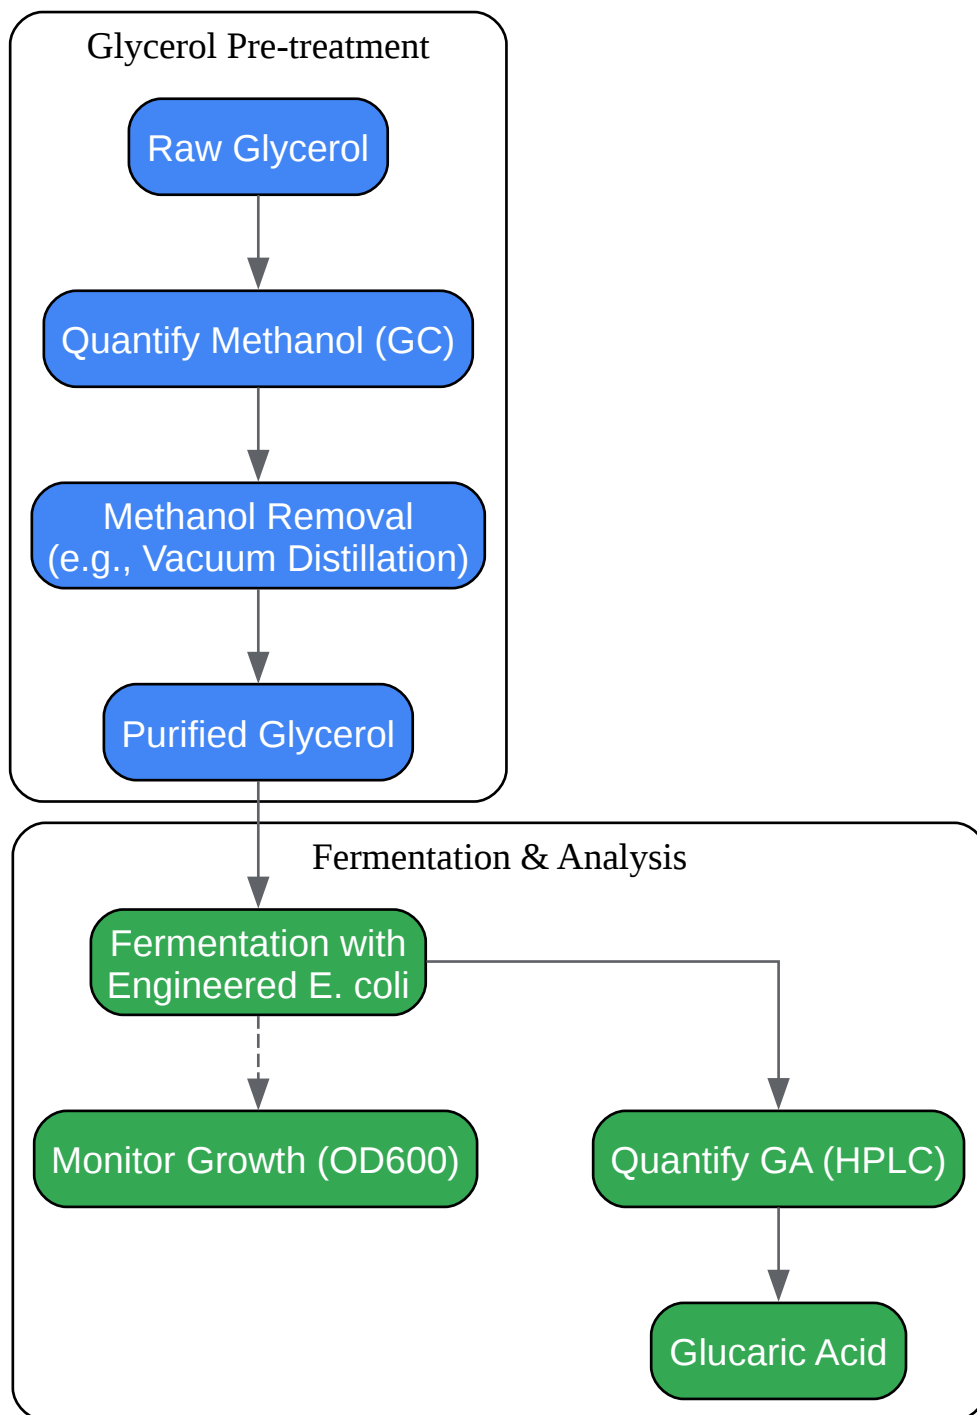 Glycerol Pre-treatment
Raw Glycerol
Quantify Methanol (GC)
Methanol Removal
(e.g., Vacuum Distillation)
Purified Glycerol
Fermentation & Analysis
Fermentation with
Engineered E. coli
Monitor Growth (OD600)
Quantify GA (HPLC)
Glucaric Acid